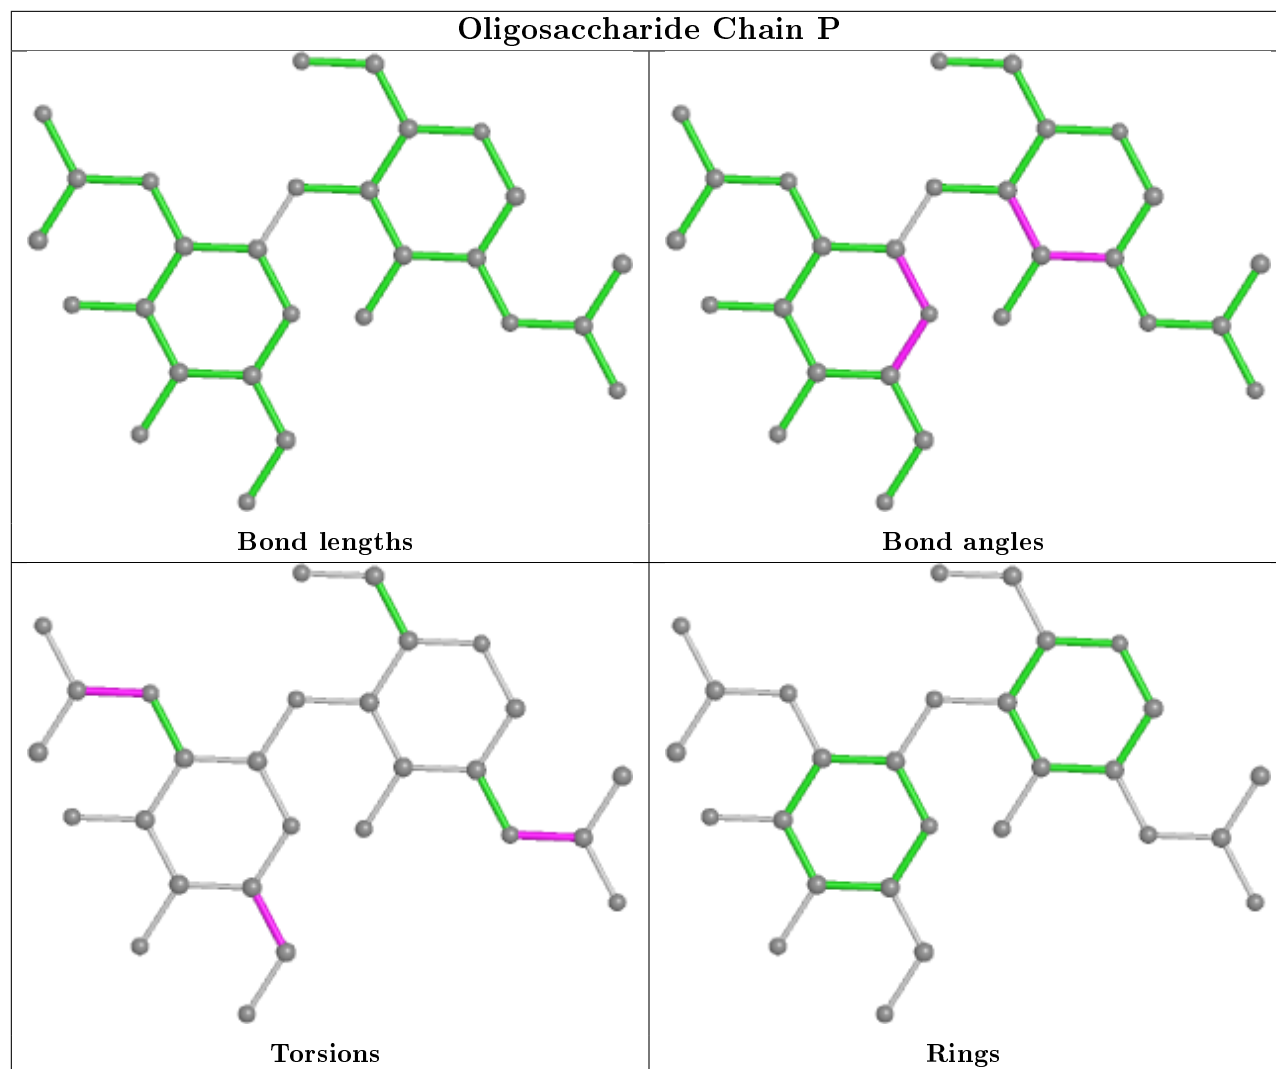 Oligosaccharide Chain P
Bond lengths
Bond angles
Torsions
Rings